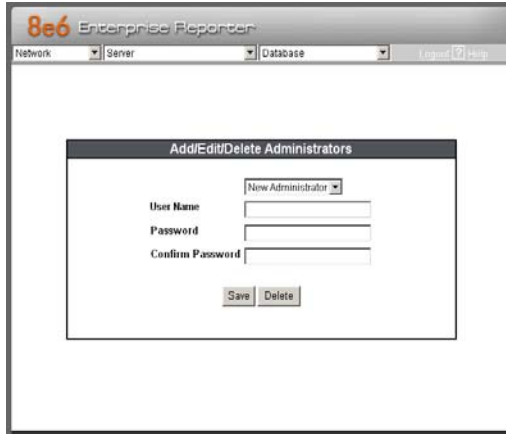 8e6 Enterprise Reporter
Network Server Database Logout ? Help
Add/Edit/Delete Administrators
New Administrator
User Name
Password
Confirm Password
Save Delete